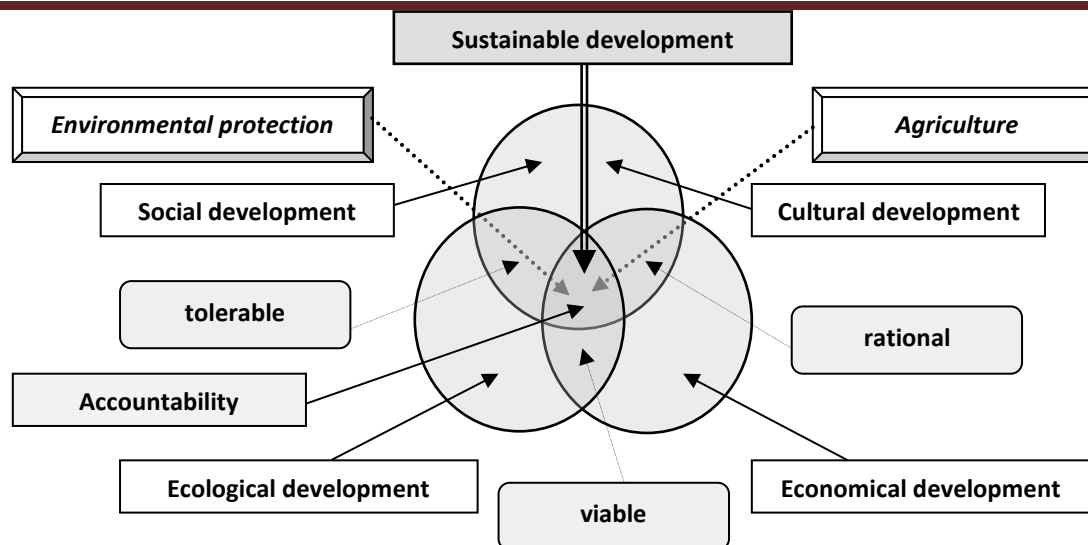 Sustainable development
Environmental protection
Agriculture
Social development
Cultural development
tolerable
rational
Accountability
Ecological development
Economical development
viable